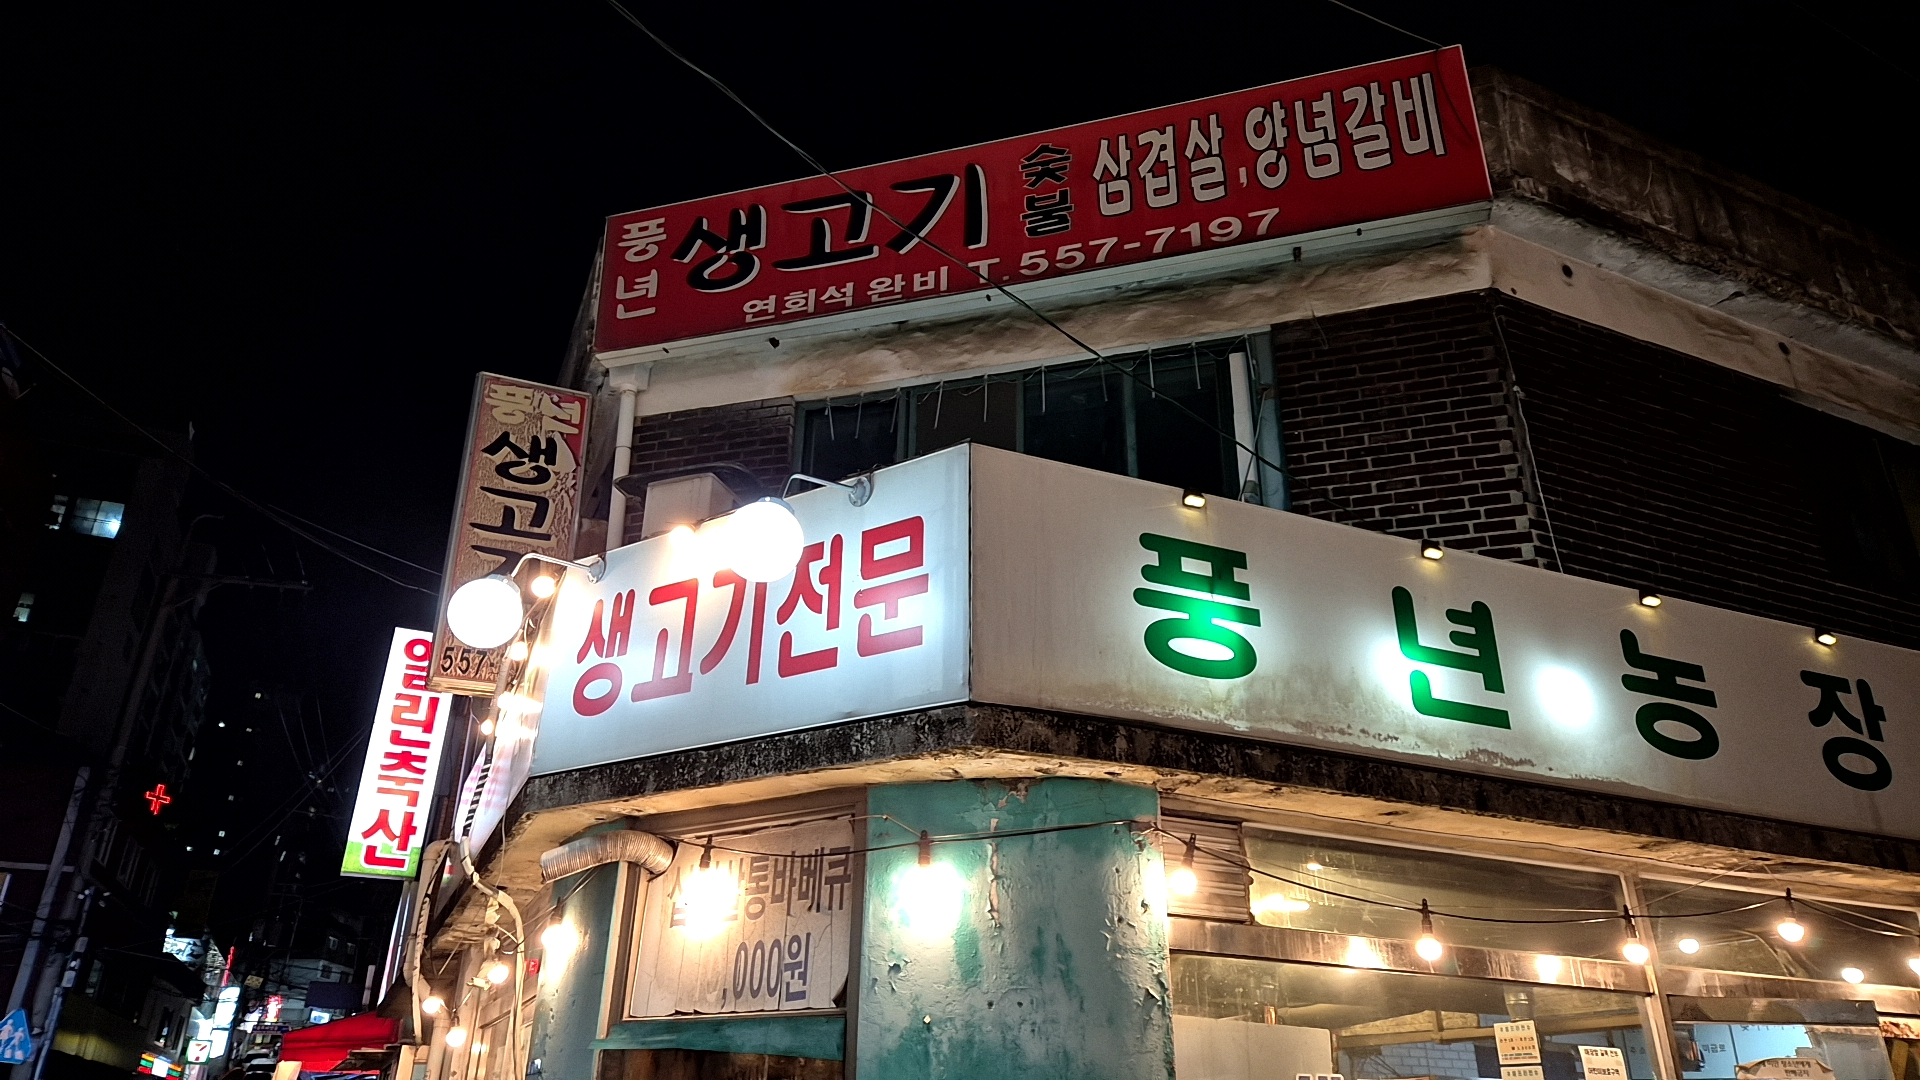 풍년 생고기 숯불 삼겹살, 양념갈비
연회석 완비 T. 557-7197
풍년
생고
557-
생고기전문
풍년농장
알린축산
통바베큐
,000원